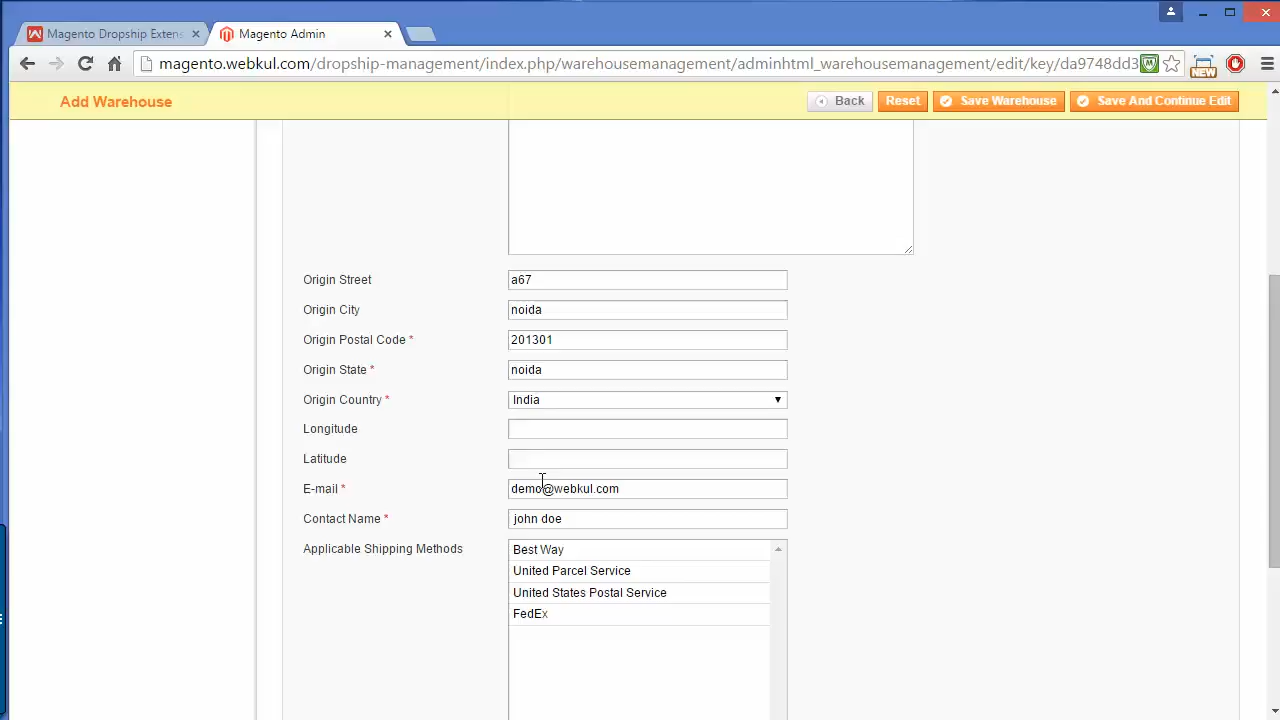 Magento Dropship Extens
Magento Admin
magento.webkul.com/dropship-management/index.php/warehousemanagement/adminhtml_warehousemanagement/edit/key/da9748dd3
NEW
Add Warehouse
Back
Reset
Save Warehouse
Save And Continue Edit
Origin Street
a67
Origin City
noida
Origin Postal Code *
201301
Origin State *
noida
Origin Country *
India
Longitude
Latitude
E-mail *
demo@webkul.com
Contact Name *
john doe
Applicable Shipping Methods
Best Way
United Parcel Service
United States Postal Service
FedEx